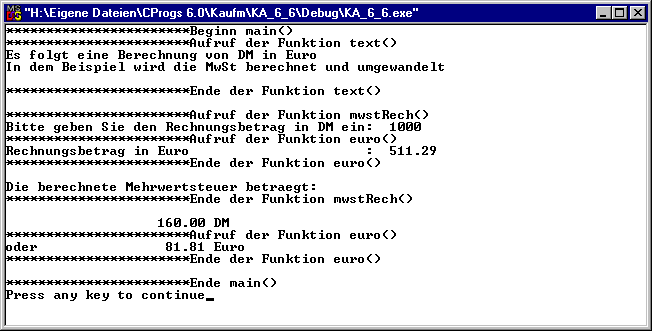 MS
"H:\Eigene Dateien\CProgs 6.0\Kaufm\KA_6_6\Debug\KA_6_6.exe"
***********************Beginn main()
***********************Aufruf der Funktion text()
Es folgt eine Berechnung von DM in Euro
In dem Beispiel wird die MwSt berechnet und umgewandelt
***********************Ende der Funktion text()
***********************Aufruf der Funktion mwstRech()
Bitte geben Sie den Rechnungsbetrag in DM ein:  1000
***********************Aufruf der Funktion euro()
Rechnungsbetrag in Euro                      :  511.29
***********************Ende der Funktion euro()
Die berechnete Mehrwertsteuer betraegt:
***********************Ende der Funktion mwstRech()
                   160.00 DM
***********************Aufruf der Funktion euro()
oder                81.81 Euro
***********************Ende der Funktion euro()
***********************Ende main()
Press any key to continue_